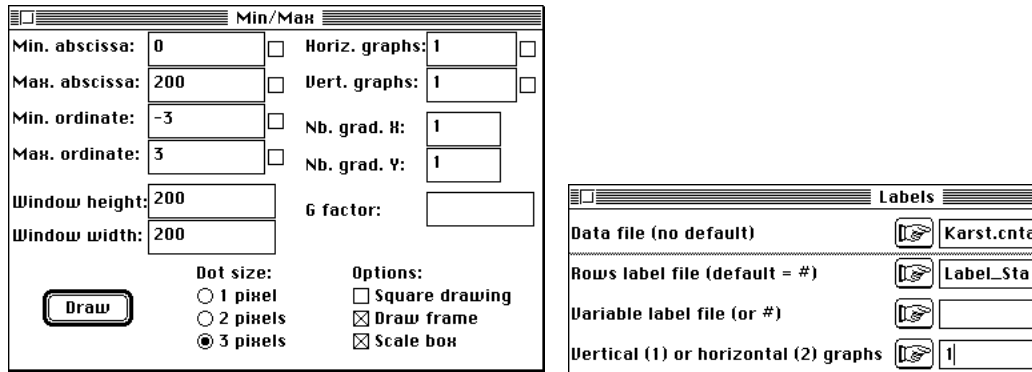 Min/Max
Min. abscissa: 0
Horiz. graphs: 1
Max. abscissa: 200
Vert. graphs: 1
Min. ordinate: -3
Nb. grad. X: 1
Max. ordinate: 3
Nb. grad. Y: 1
Window height: 200
G factor:
Window width: 200
Dot size:
Options:
1 pixel
Square drawing
2 pixels
Draw frame
3 pixels
Scale box
Draw
Labels
Data file (no default) Karst.cnta
Rows label file (default = #) Label_Sta
Variable label file (or #)
Vertical (1) or horizontal (2) graphs 1